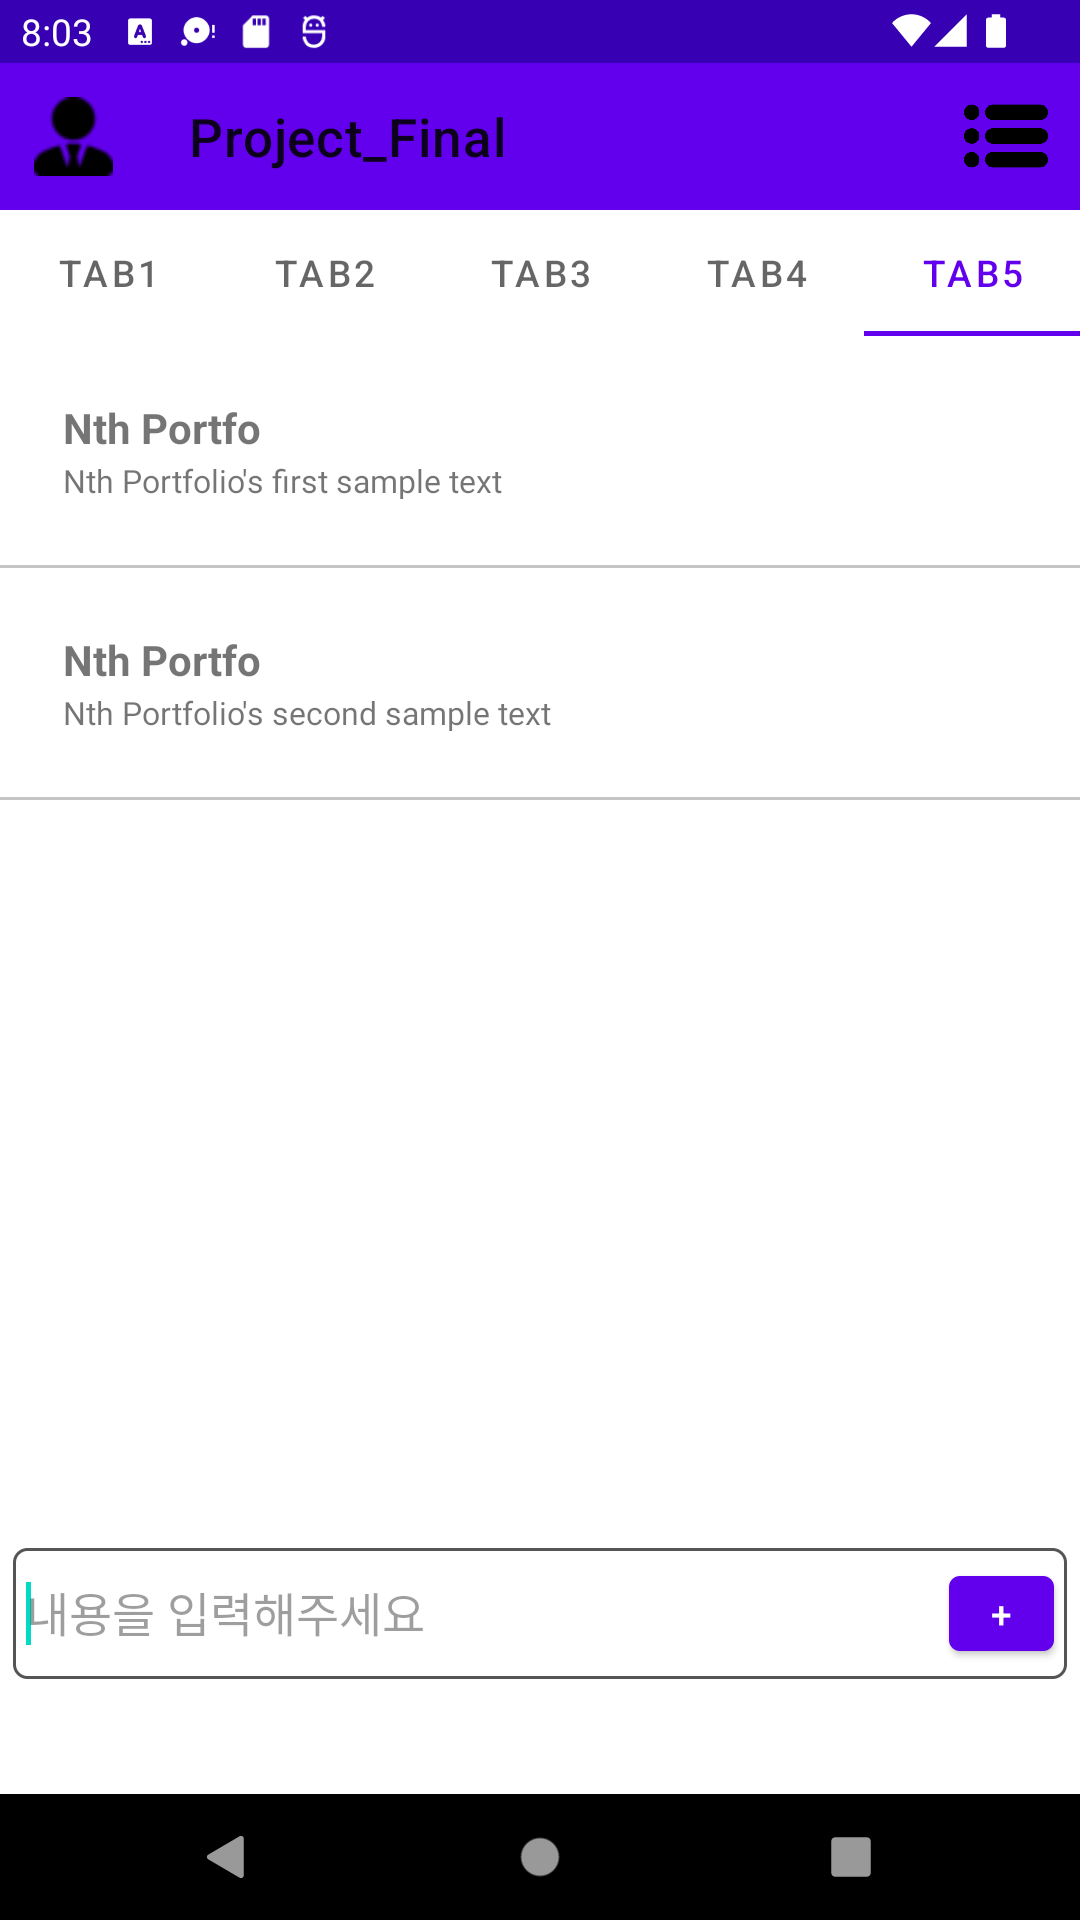 8:03
Project_Final
TAB1 TAB2 TAB3 TAB4 TAB5
Nth Portfo
Nth Portfolio's first sample text
Nth Portfo
Nth Portfolio's second sample text
내용을 입력해주세요 +